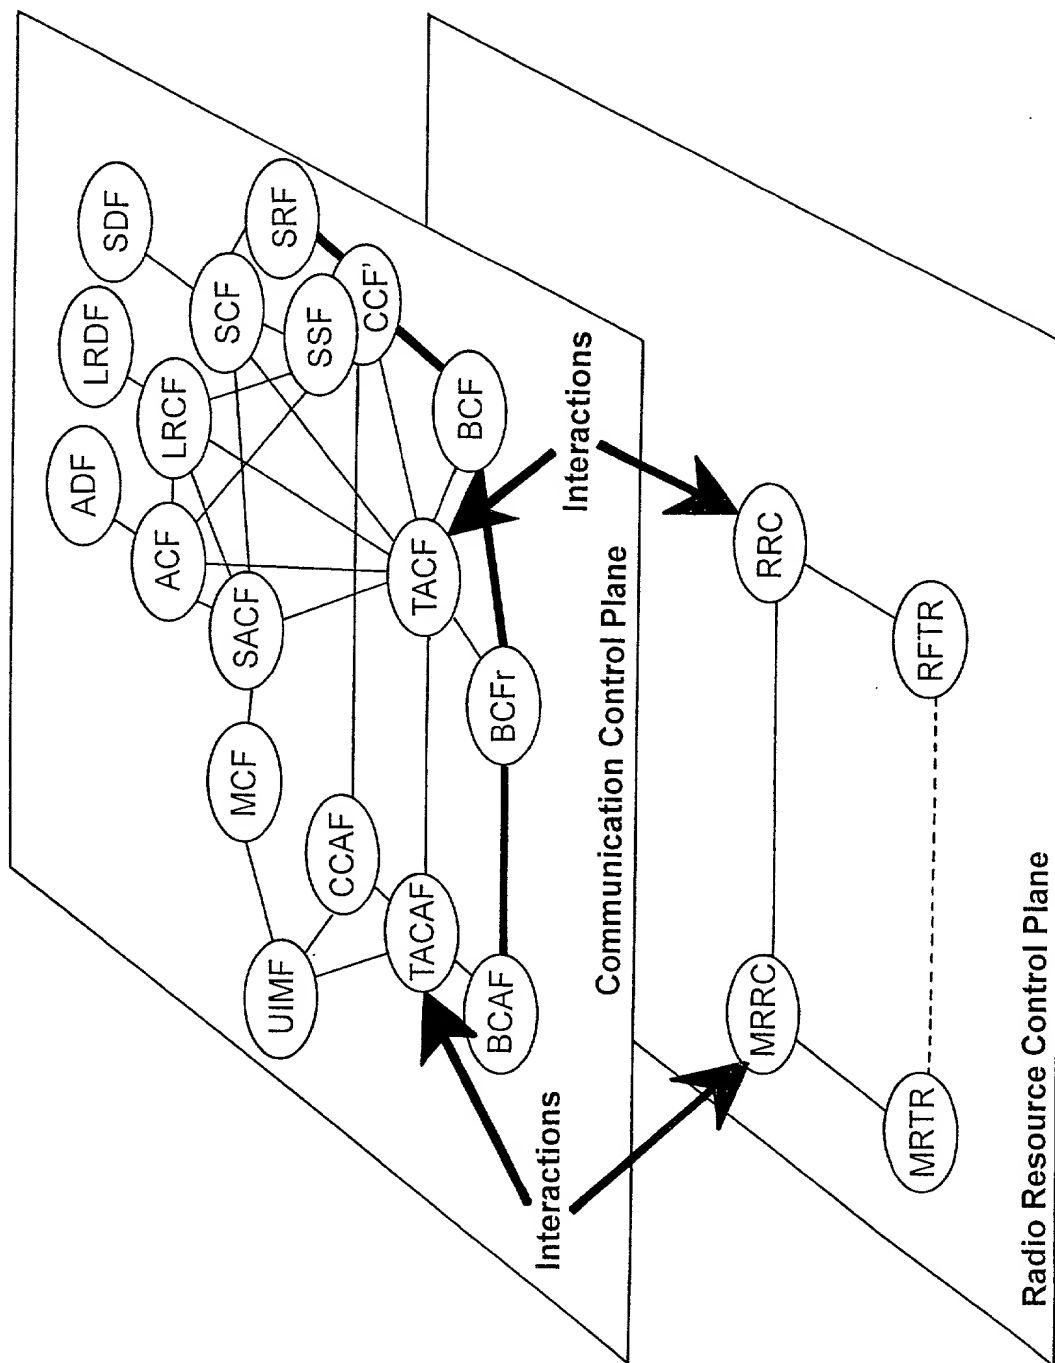 SDF
LRDF
ADF
SRF
SCF
LRCF
ACF
SSF
CCF'
SACF
MCF
UIMF
CCAF
TACF
BCF
TACAF
BCFr
BCAF
Communication Control Plane
Interactions
Interactions
MRRC
RRC
MRTR
RFTR
Radio Resource Control Plane